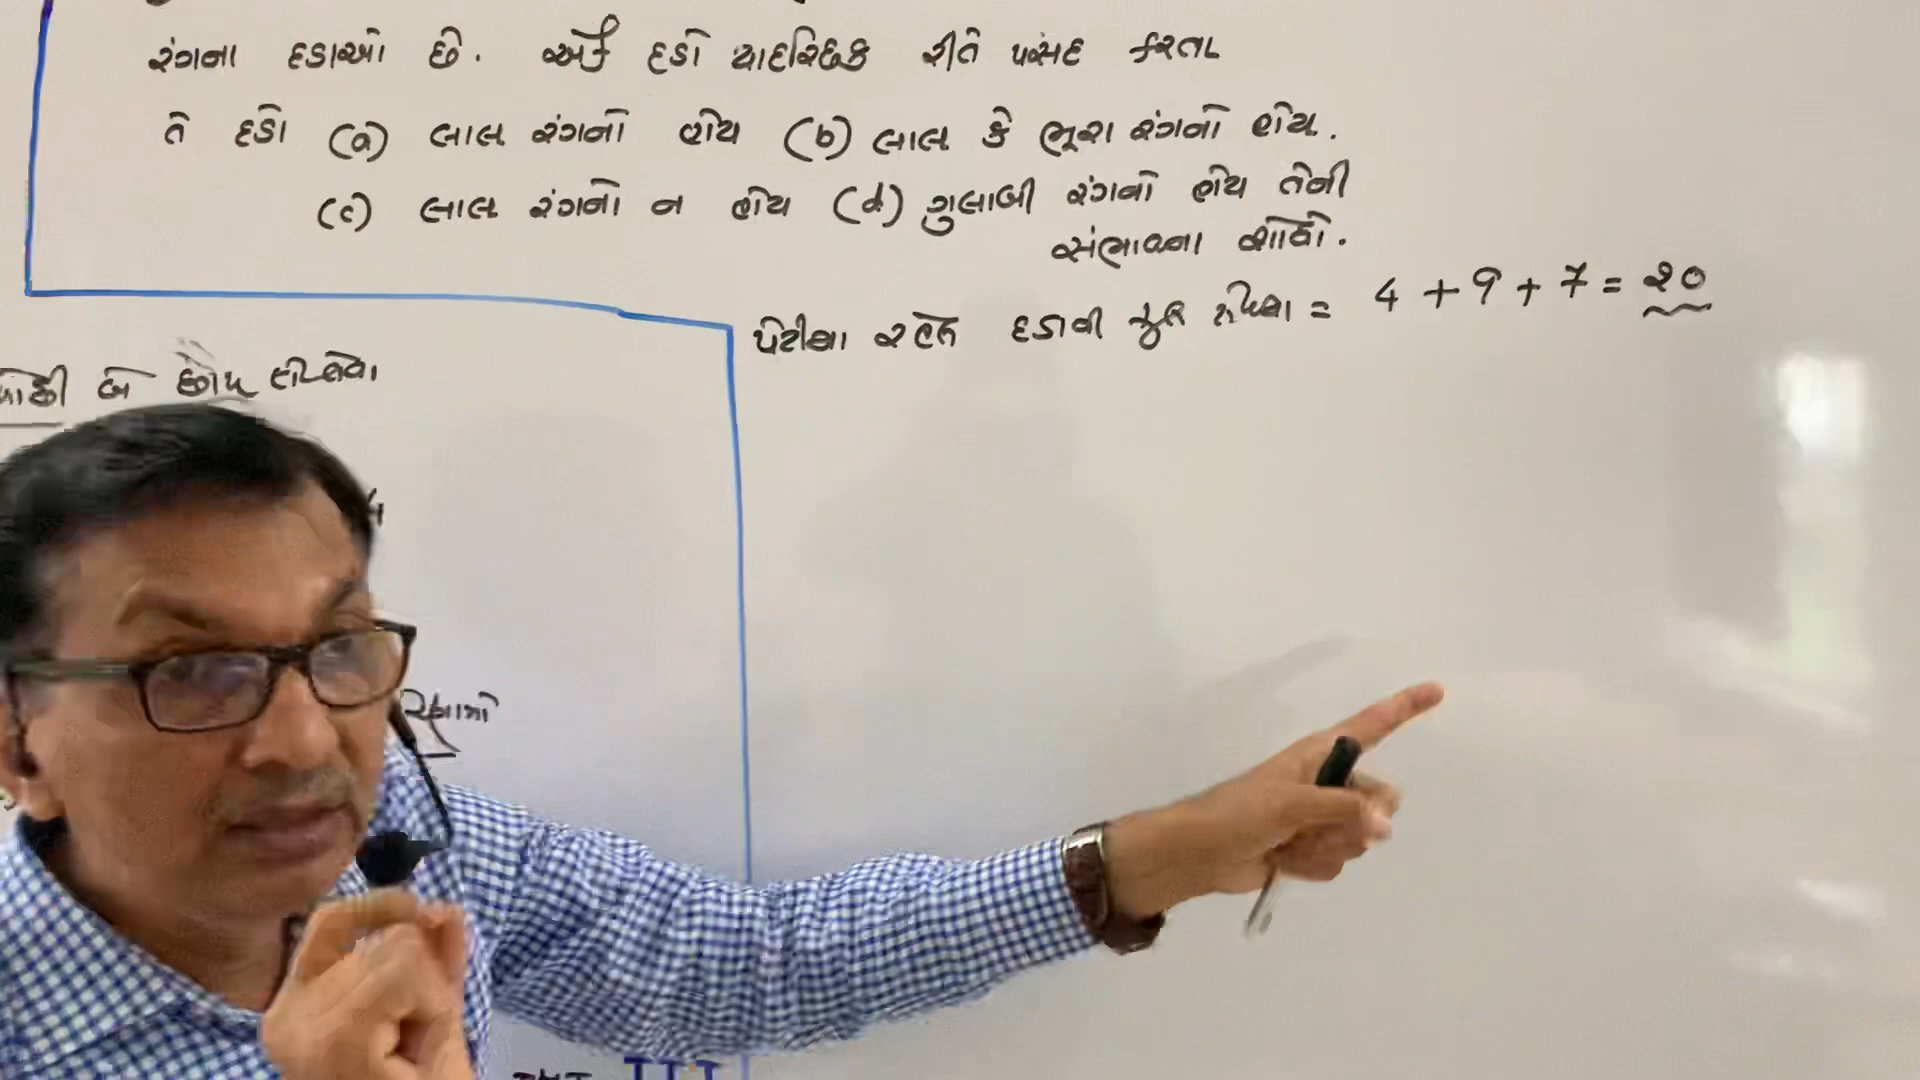 રંગના દડાઓ છે. એક દડો યાદચ્છિક રીતે પસંદ કરતા
તે દડો (a) લાલ રંગનો હોય (b) લાલ કે ભૂરા રંગનો હોય.
(c) લાલ રંગનો ન હોય (d) ગુલાબી રંગનો હોય તેની
સંભાવના શોધો.
પેટીમા રહેલ દડાની કુલ સંખ્યા = 4 + 9 + 7 = 20